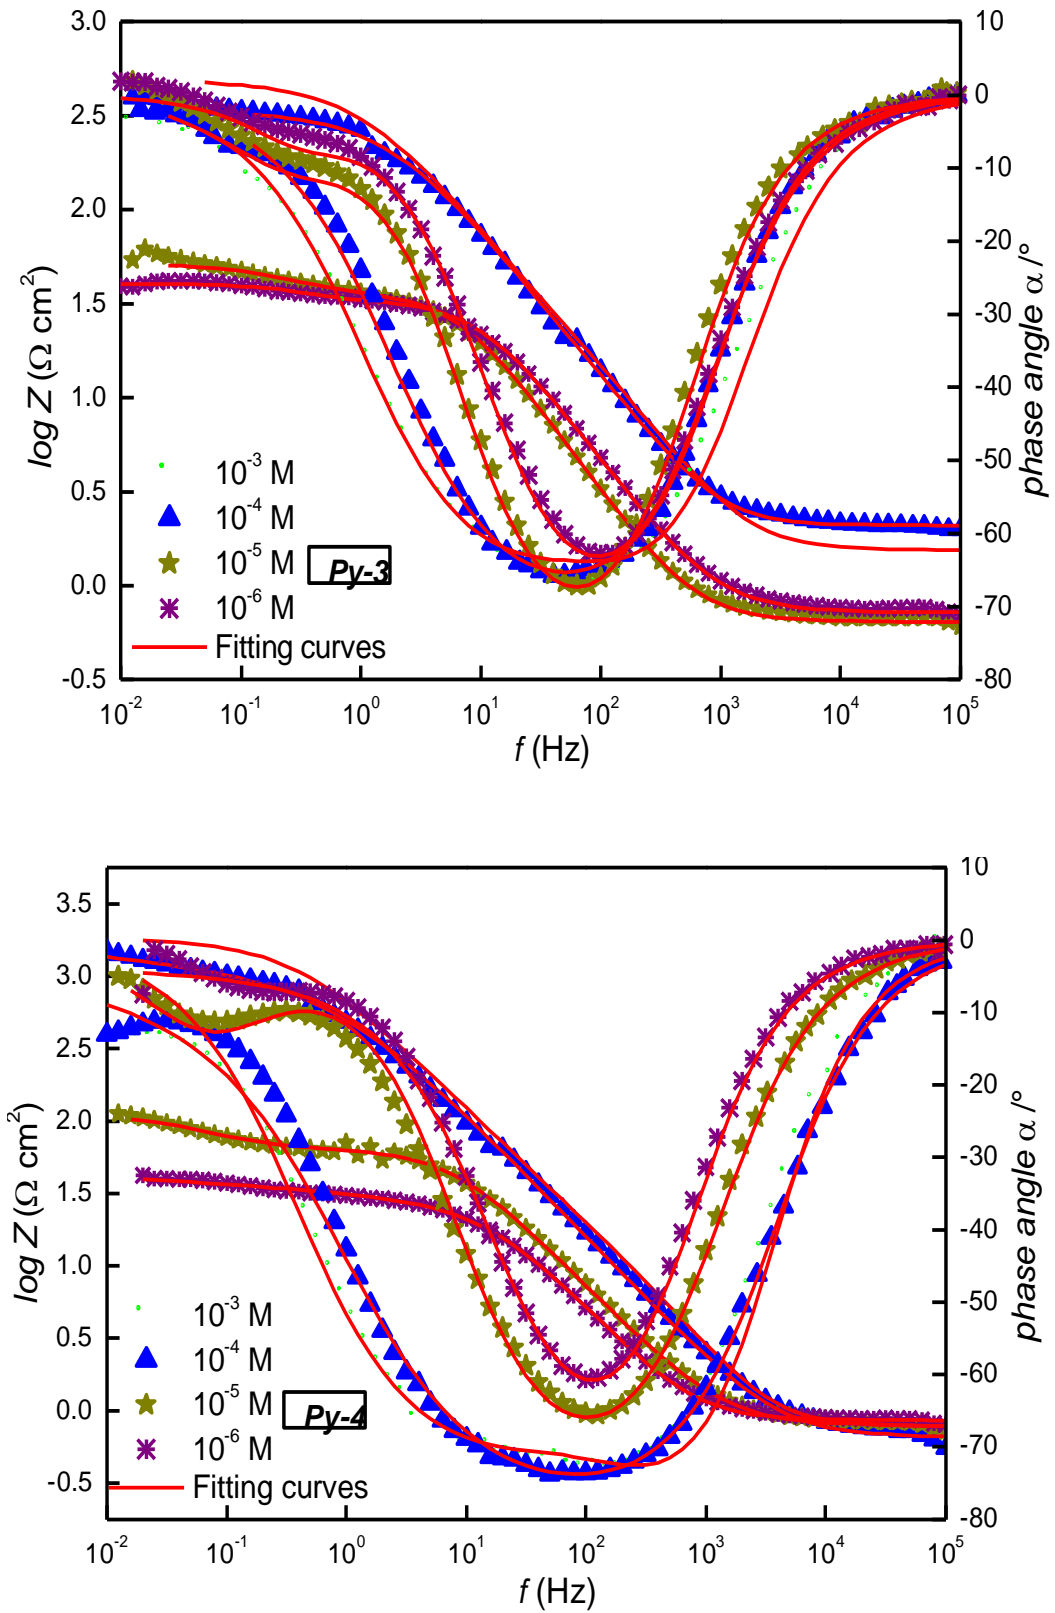 3.0
2.5
2.0
1.5
1.0
0.5
0.0
-0.5
log Z (Ω cm²)
10
0
-10
-20
-30
-40
-50
-60
-70
-80
phase angle α /°
10⁻³ M
10⁻⁴ M
10⁻⁵ M
Py-3
10⁻⁶ M
Fitting curves
10⁻² 10⁻¹ 10⁰ 10¹ 10² 10³ 10⁴ 10⁵
f (Hz)
3.5
3.0
2.5
2.0
1.5
1.0
0.5
0.0
-0.5
log Z (Ω cm²)
10
0
-10
-20
-30
-40
-50
-60
-70
-80
phase angle α /°
10⁻³ M
10⁻⁴ M
10⁻⁵ M
Py-4
10⁻⁶ M
Fitting curves
10⁻² 10⁻¹ 10⁰ 10¹ 10² 10³ 10⁴ 10⁵
f (Hz)